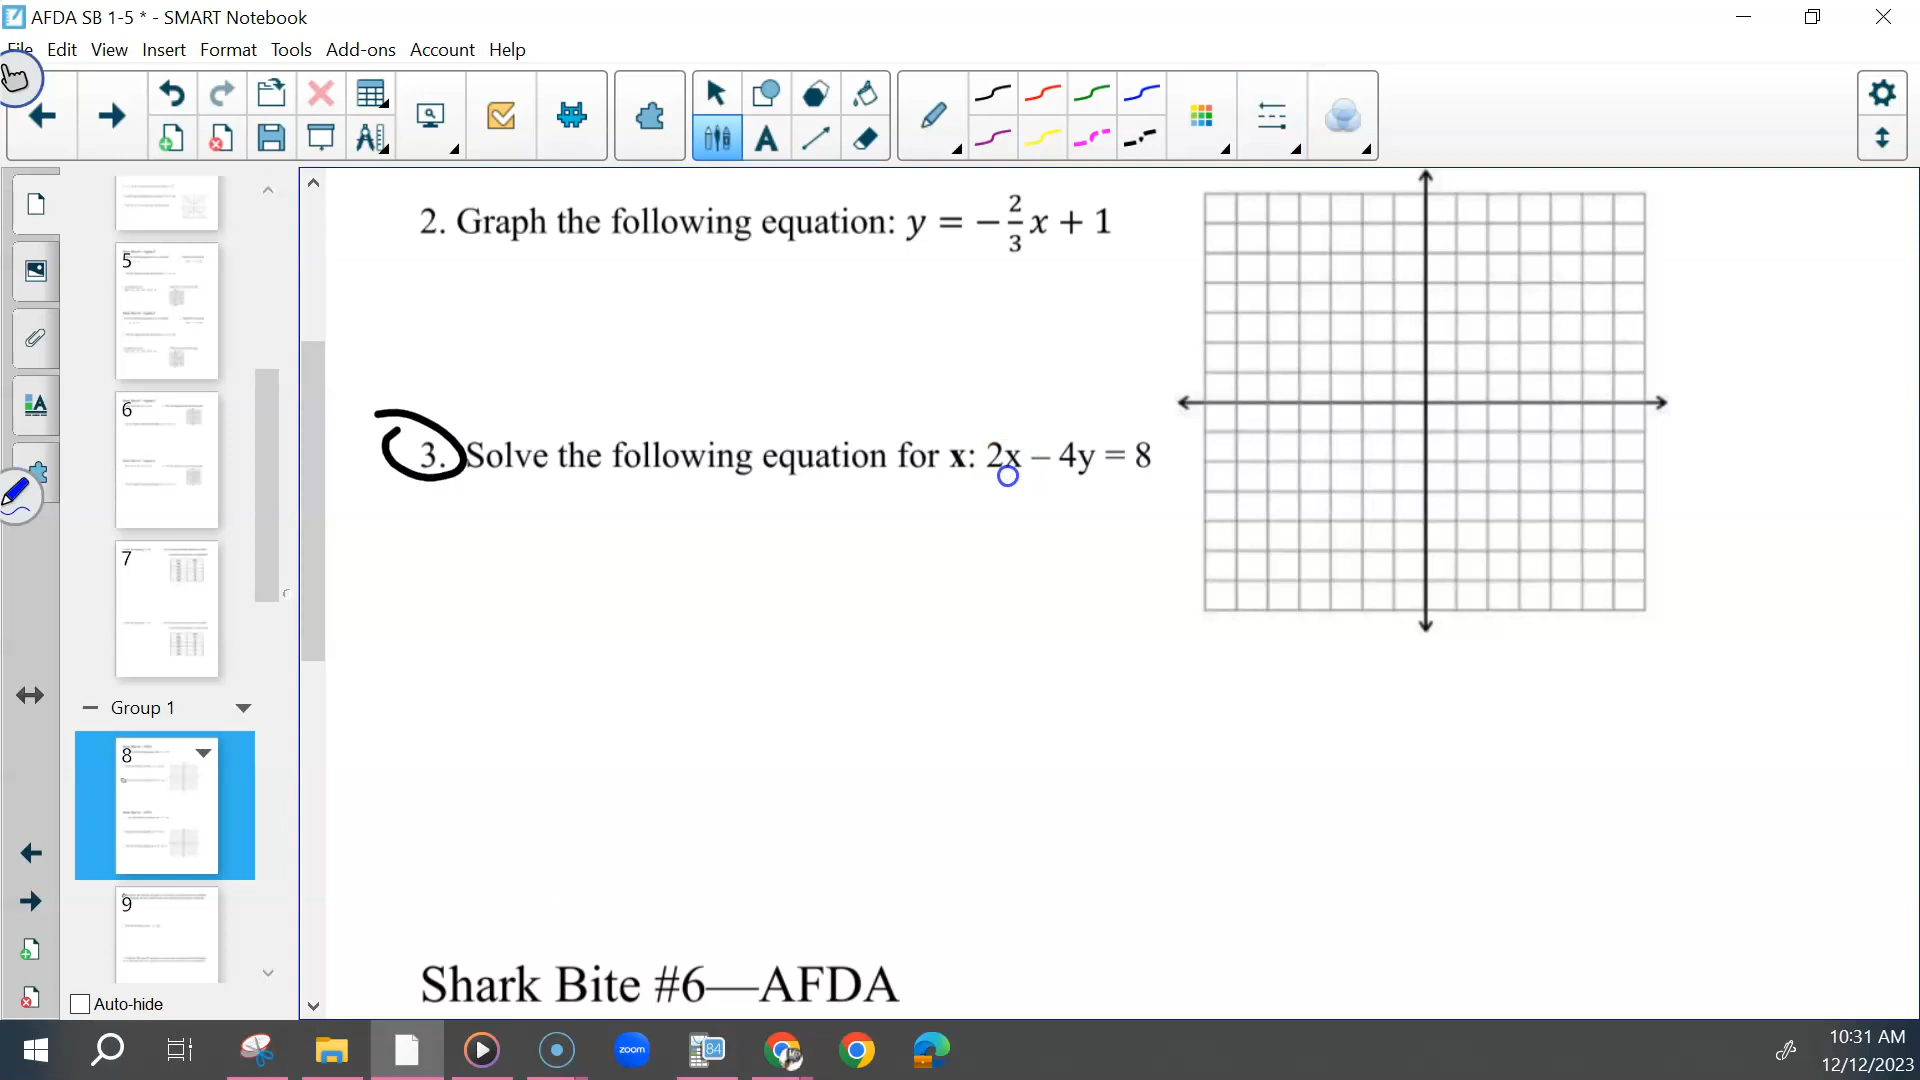 AFDA SB 1-5 * - SMART Notebook
File Edit View Insert Format Tools Add-ons Account Help
2. Graph the following equation: y = −2/3x + 1
3. Solve the following equation for x: 2x – 4y = 8
Shark Bite #6—AFDA
5
6
7
Group 1
8
9
Auto-hide
zoom
84
10:31 AM
12/12/2023